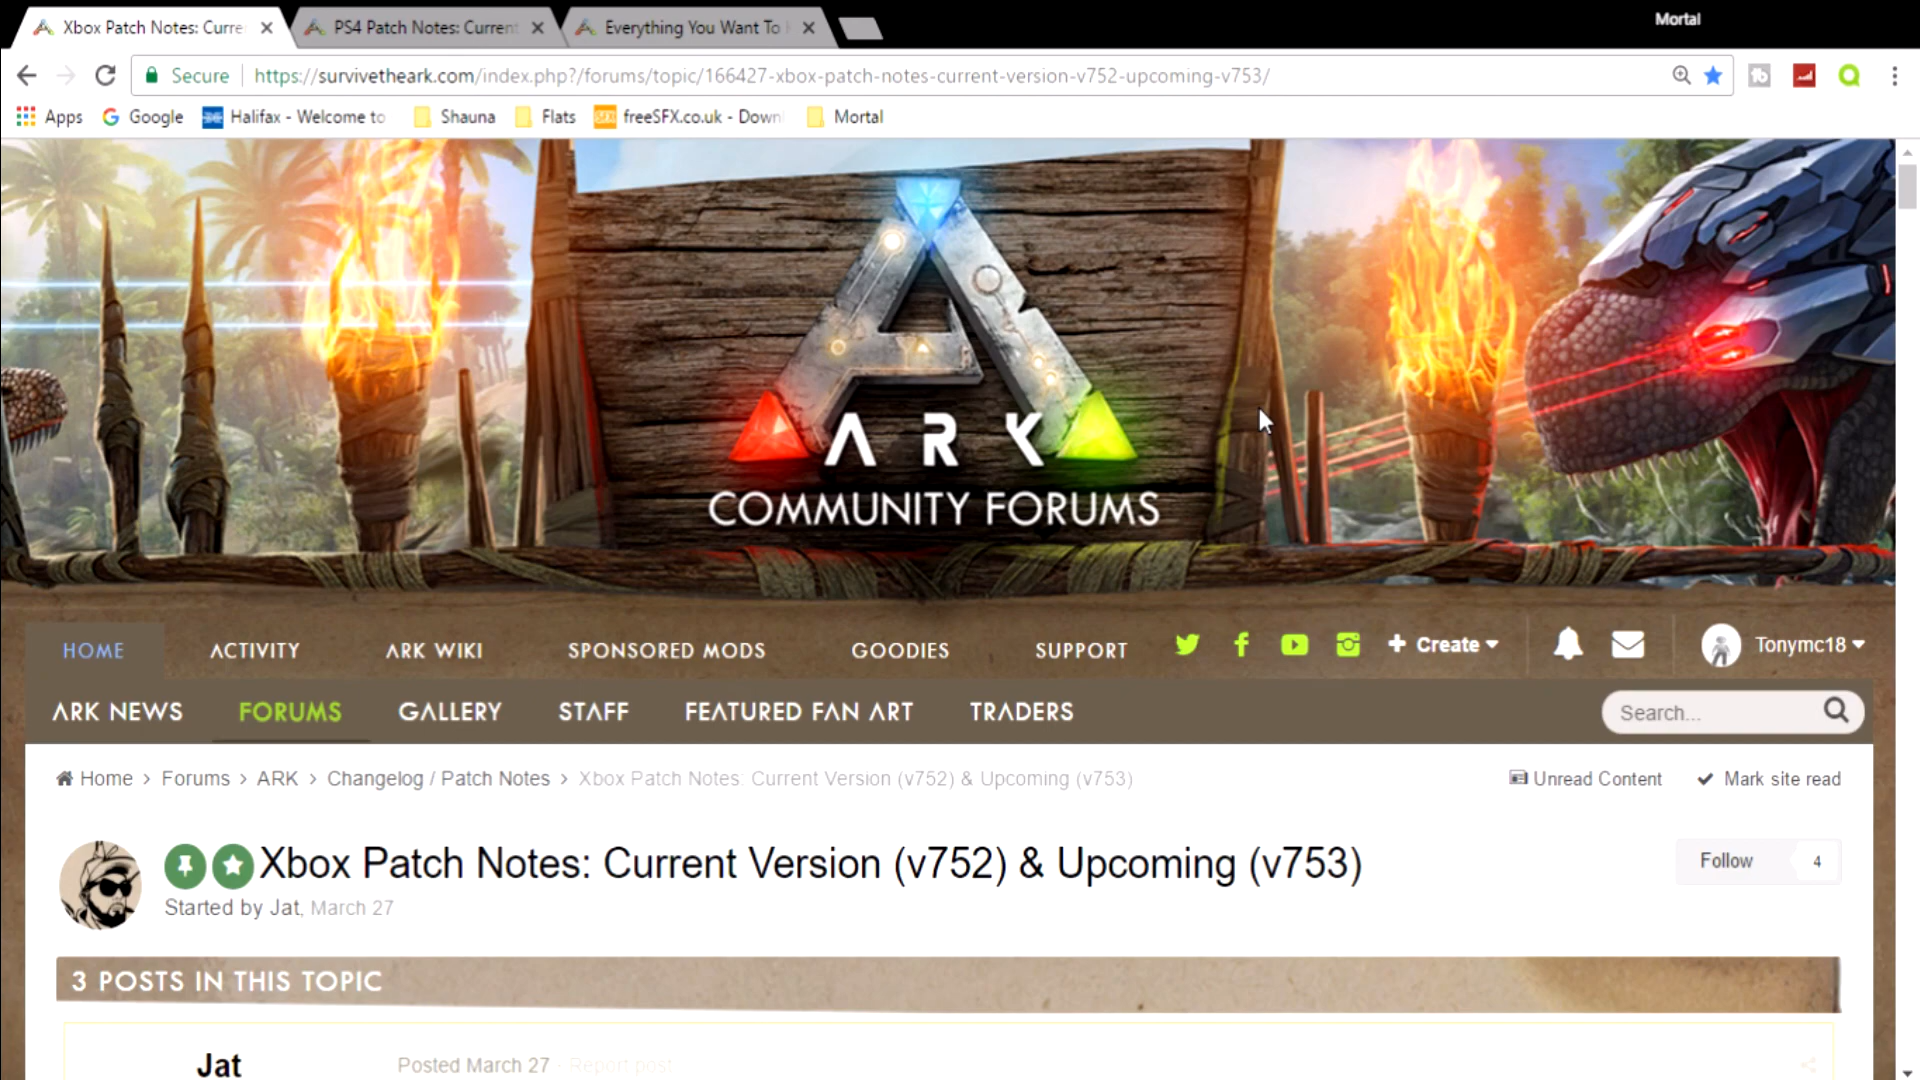 Mortal
Xbox Patch Notes: Curre
PS4 Patch Notes: Current
Everything You Want To
Secure
https://survivetheark.com/index.php?/forums/topic/166427-xbox-patch-notes-current-version-v752-upcoming-v753/
Apps
Google
Halifax - Welcome to
Shauna
Flats
freeSFX.co.uk - Down
Mortal
ARK
COMMUNITY FORUMS
HOME
ACTIVITY
ARK WIKI
SPONSORED MODS
GOODIES
SUPPORT
+ Create
Tonymc18
ARK NEWS
FORUMS
GALLERY
STAFF
FEATURED FAN ART
TRADERS
Search...
Home > Forums > ARK > Changelog / Patch Notes > Xbox Patch Notes: Current Version (v752) & Upcoming (v753)
Unread Content
Mark site read
Xbox Patch Notes: Current Version (v752) & Upcoming (v753)
Follow 4
Started by Jat, March 27
3 POSTS IN THIS TOPIC
Jat
Posted March 27 · Report post